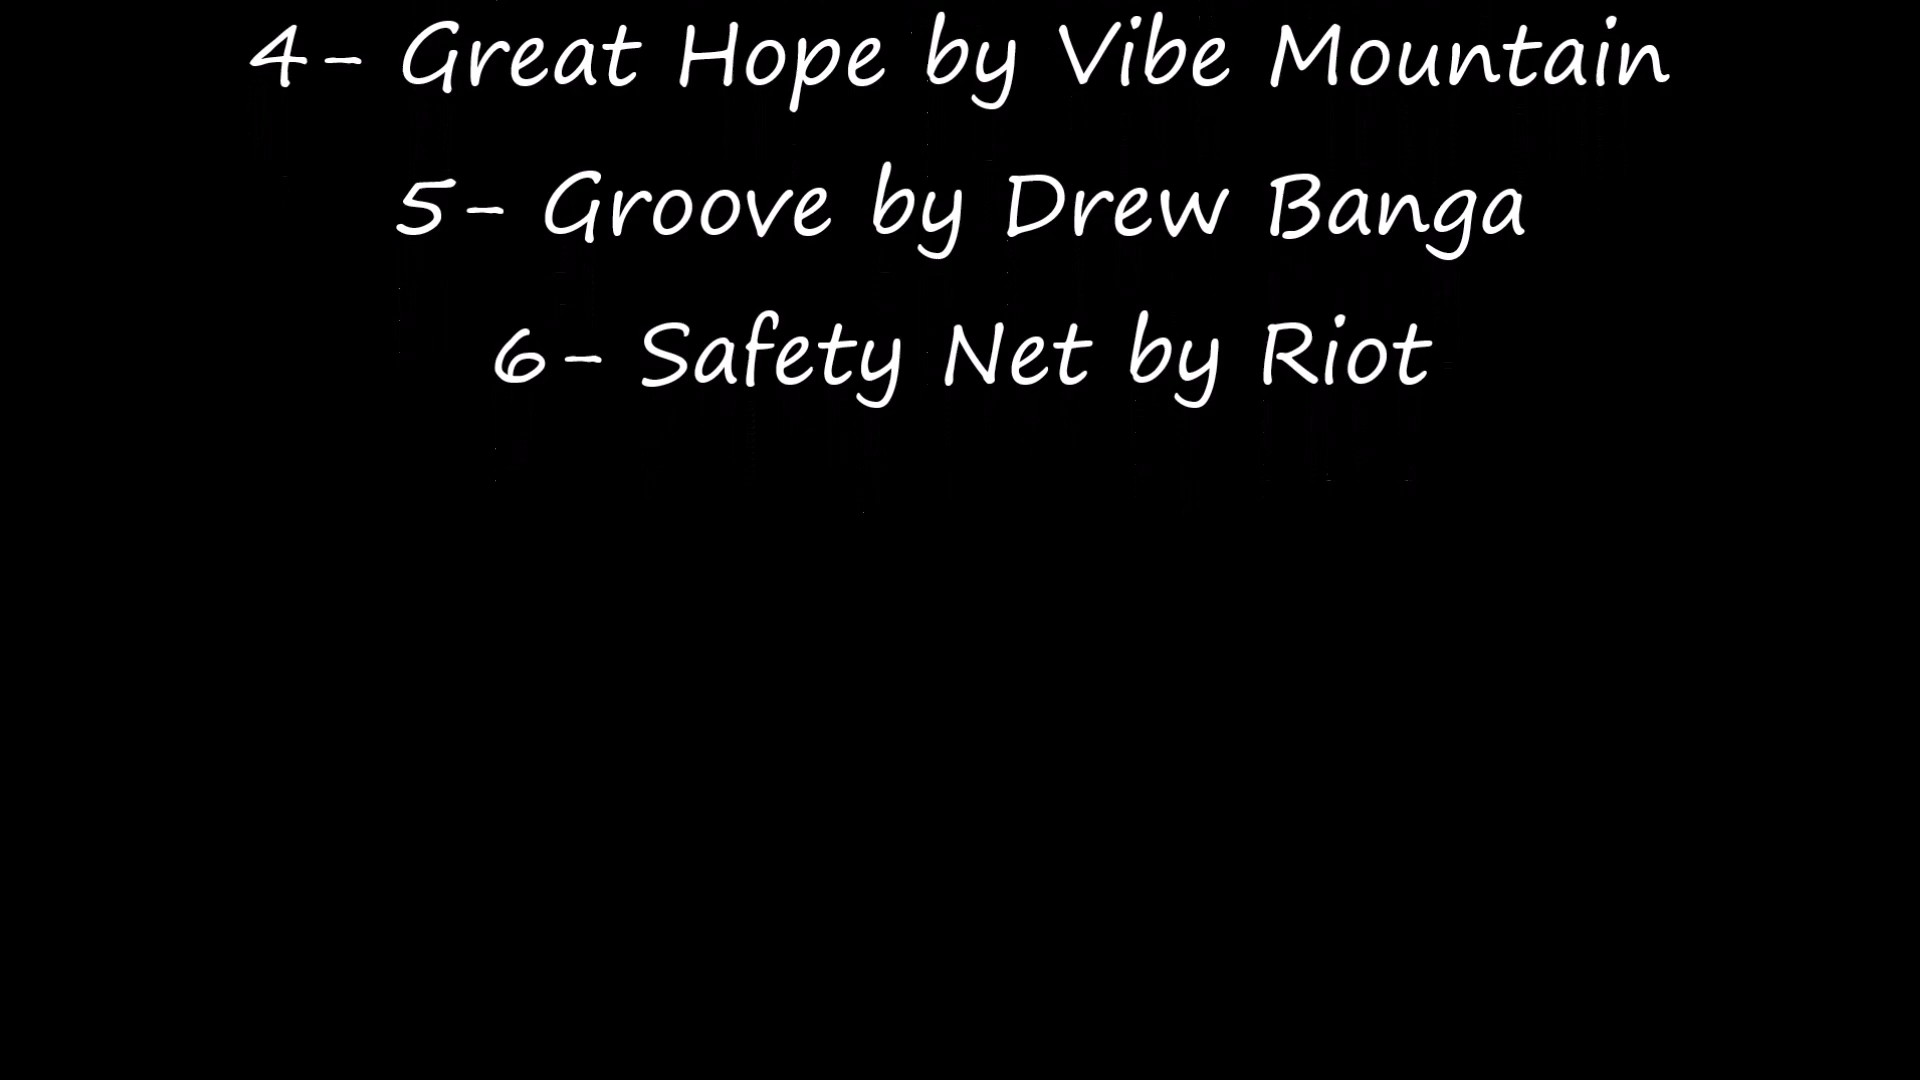 4- Great Hope by Vibe Mountain
5- Groove by Drew Banga
6- Safety Net by Riot